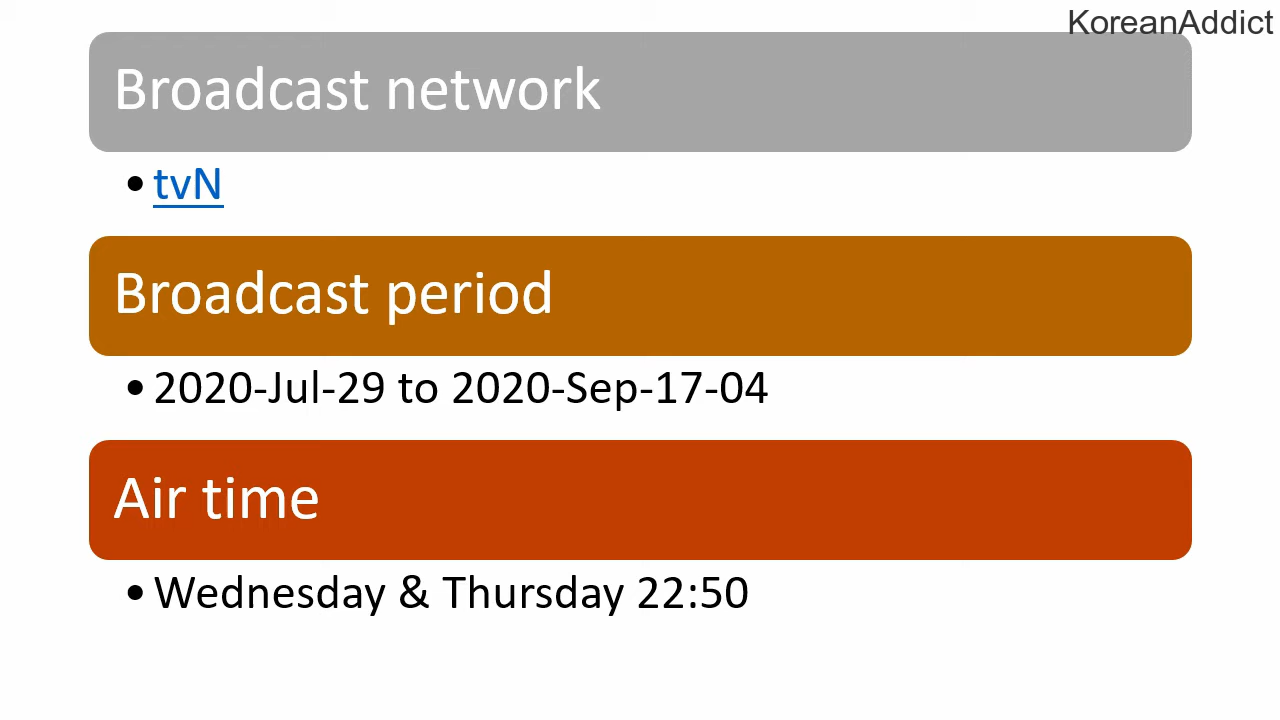 KoreanAddict
Broadcast network
• tvN
Broadcast period
• 2020-Jul-29 to 2020-Sep-17-04
Air time
• Wednesday & Thursday 22:50